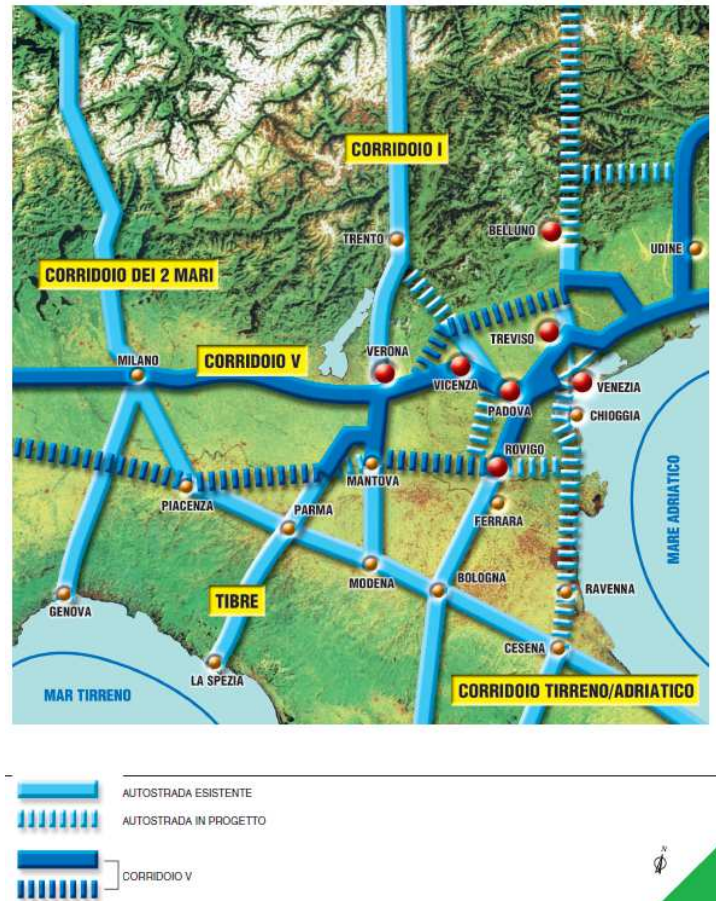 CORRIDOIO I
TRENTO
BELLUNO
UDINE
CORRIDOIO DEI 2 MARI
MILANO
CORRIDOIO V
VERONA
VICENZA
TREVISO
PADOVA
VENEZIA
CHIOGGIA
ROVIGO
MANTOVA
PIACENZA
PARMA
FERRARA
MARE ADRIATICO
MODENA
BOLOGNA
RAVENNA
GENOVA
TIBRE
CESENA
LA SPEZIA
MAR TIRRENO
CORRIDOIO TIRRENO/ADRIATICO
AUTOSTRADA ESISTENTE
AUTOSTRADA IN PROGETTO
CORRIDOIO V
N